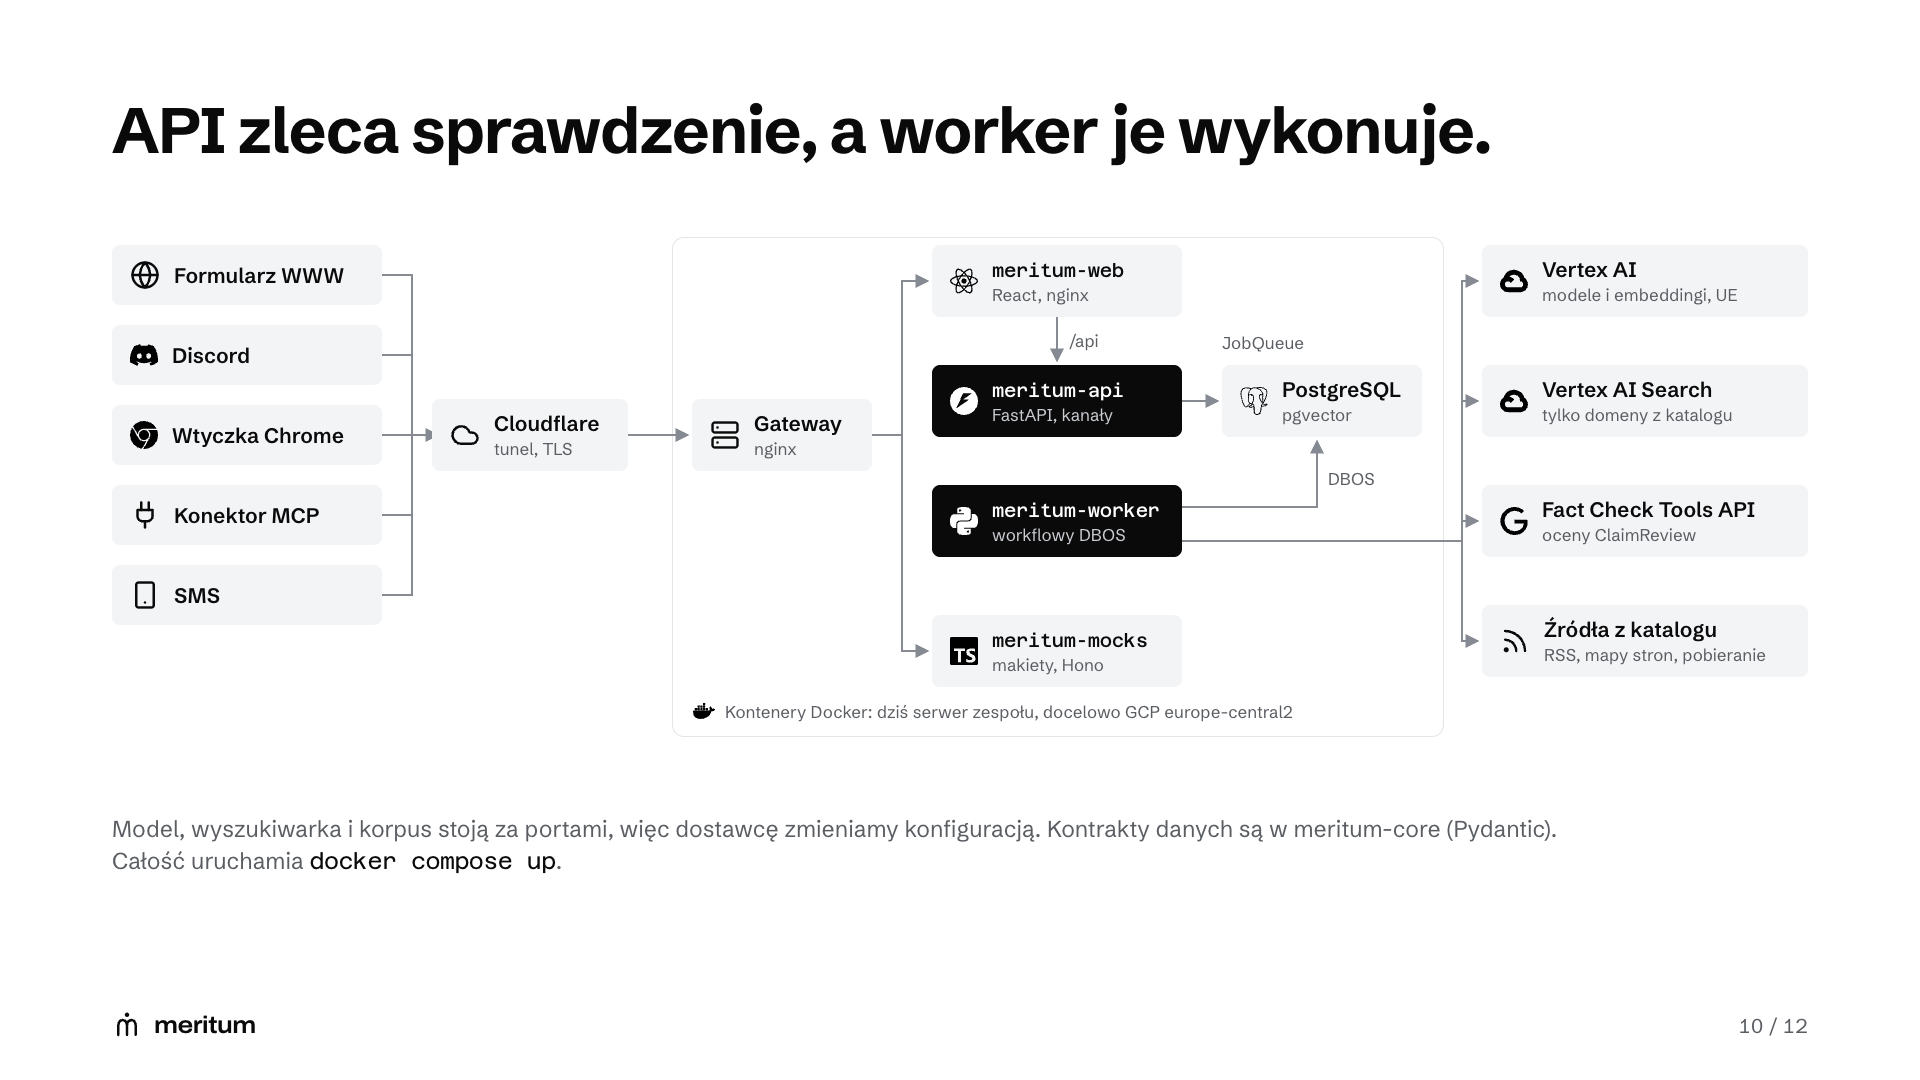 API zleca sprawdzenie, a worker je wykonuje.
Formularz WWW
Discord
Wtyczka Chrome
Konektor MCP
SMS
Cloudflare
tunel, TLS
Gateway
nginx
meritum-web
React, nginx
/api
meritum-api
FastAPI, kanały
JobQueue
PostgreSQL
pgvector
DBOS
meritum-worker
workflowy DBOS
TS
meritum-mocks
makiety, Hono
Kontenery Docker: dziś serwer zespołu, docelowo GCP europe-central2
Vertex AI
modele i embeddingi, UE
Vertex AI Search
tylko domeny z katalogu
Fact Check Tools API
oceny ClaimReview
Źródła z katalogu
RSS, mapy stron, pobieranie
Model, wyszukiwarka i korpus stoją za portami, więc dostawcę zmieniamy konfiguracją. Kontrakty danych są w meritum-core (Pydantic).
Całość uruchamia docker compose up.
meritum
10 / 12